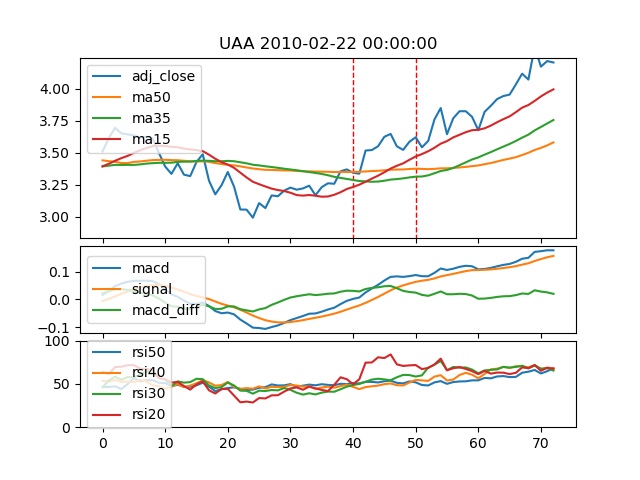 UAA 2010-02-22 00:00:00
adj_close
ma50
ma35
ma15
4.00
3.75
3.50
3.25
3.00
macd
signal
macd_diff
0.1
0.0
−0.1
rsi50
rsi40
rsi30
rsi20
100
50
0
0 10 20 30 40 50 60 70